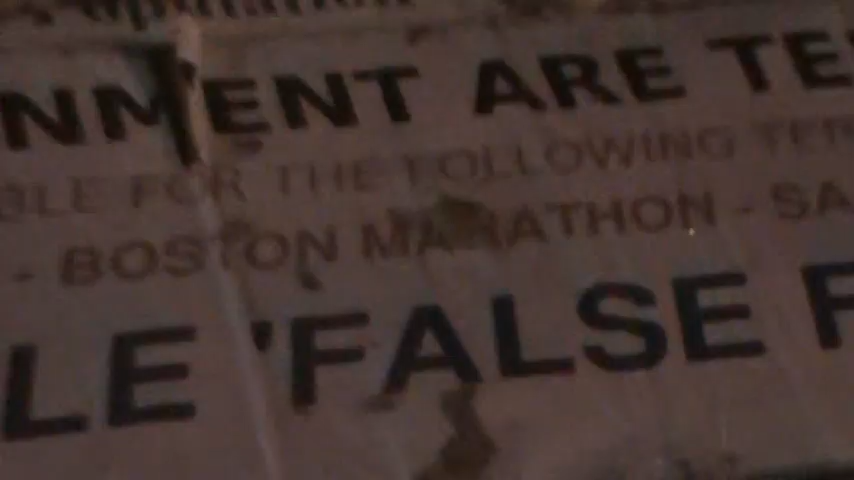 NMENT ARE TE
BLE FOR THE FOLLOWING TER
- BOSTON MARATHON - SA
LE 'FALSE F